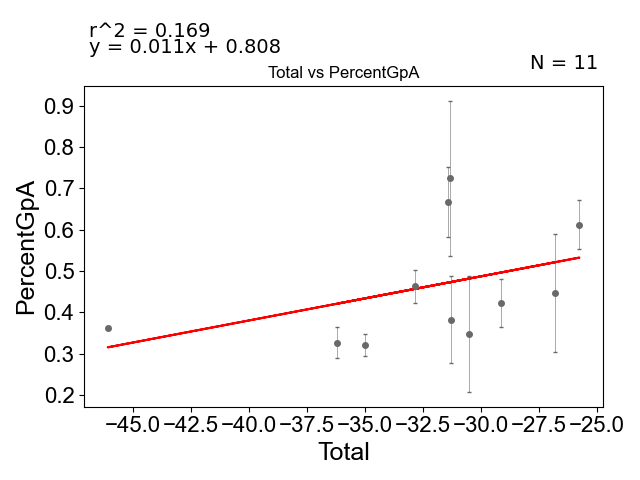 r^2 = 0.169
y = 0.011x + 0.808
N = 11
Total vs PercentGpA
PercentGpA
0.9
0.8
0.7
0.6
0.5
0.4
0.3
0.2
−45.0 −42.5 −40.0 −37.5 −35.0 −32.5 −30.0 −27.5 −25.0
Total